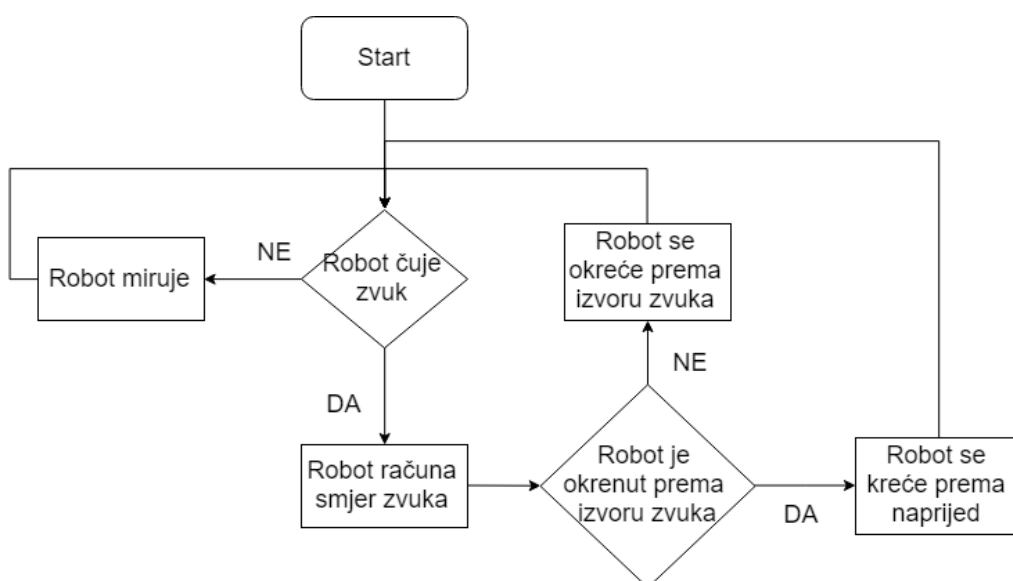 Start
Robot čuje
zvuk
NE
Robot miruje
DA
Robot računa
smjer zvuka
Robot je
okrenut prema
izvoru zvuka
NE
Robot se
okreće prema
izvoru zvuka
DA
Robot se
kreće prema
naprijed